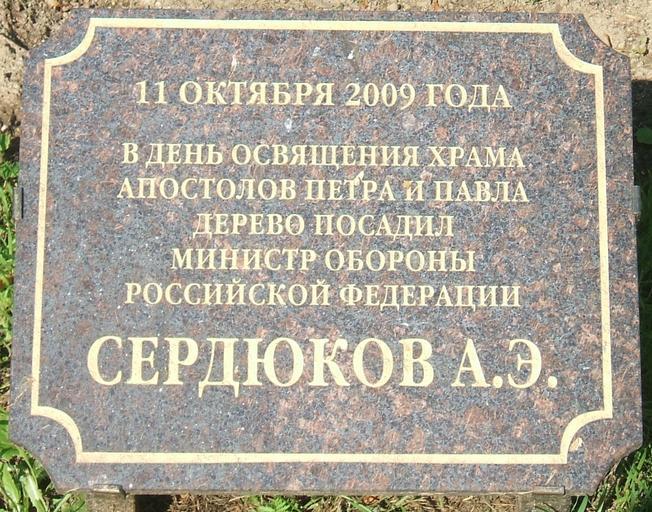 11 ОКТЯБРЯ 2009 ГОДА
В ДЕНЬ ОСВЯЩЕНИЯ ХРАМА
АПОСТОЛОВ ПЕТРА И ПАВЛА
ДЕРЕВО ПОСАДИЛ
МИНИСТР ОБОРОНЫ
РОССИЙСКОЙ ФЕДЕРАЦИИ
СЕРДЮКОВ А.Э.